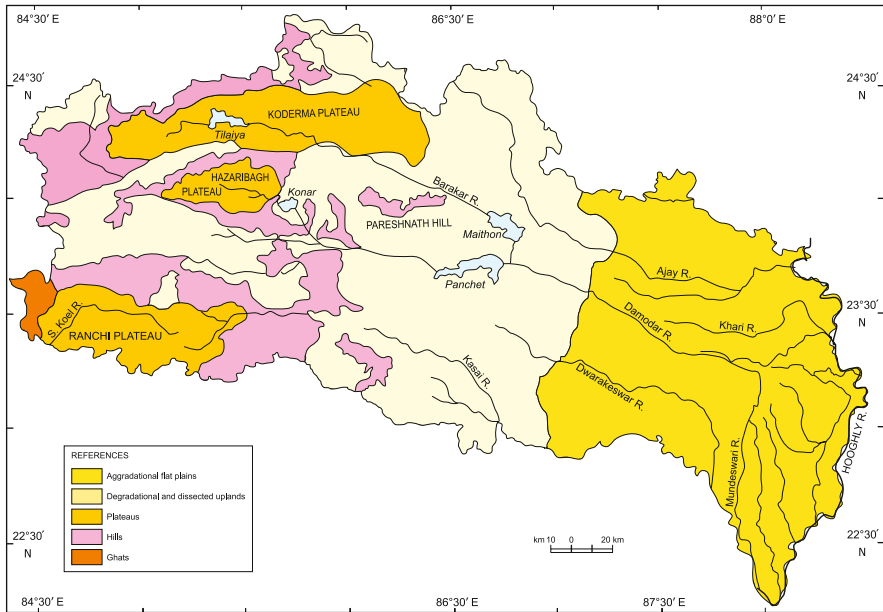 84°30′ E
86°30′ E
88°0′ E
24°30′
N
24°30′
N
KODERMA PLATEAU
Tilaiya
HAZARIBAGH
PLATEAU
Konar
Barakar R.
PARESHNATH HILL
Maithon
Panchet
Ajay R.
23°30′
N
S. Koel R.
RANCHI PLATEAU
Damodar R.
Khari R.
Kasai R.
Dwarakeswar R.
Mundeswari R.
HOOGHLY R.
REFERENCES
Aggradational flat plains
Degradational and dissected uplands
Plateaus
Hills
Ghats
km 10 0 20 km
22°30′
N
22°30′
N
23°30′
N
84°30′ E
86°30′ E
87°30′ E